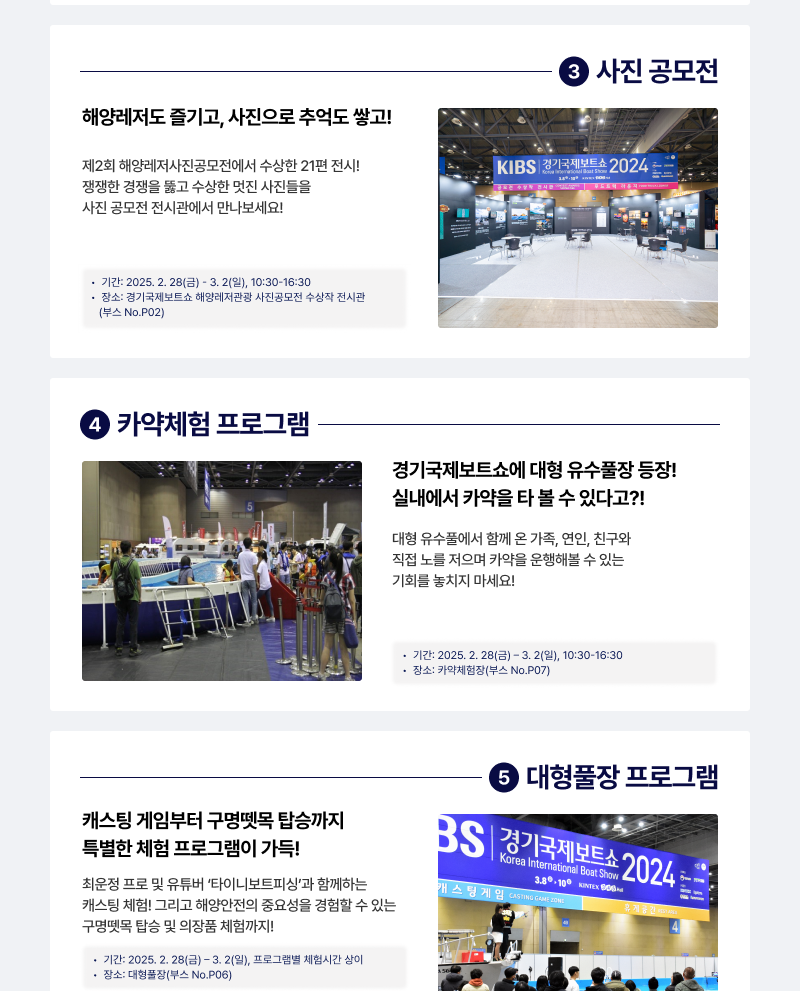 3 사진 공모전
해양레저도 즐기고, 사진으로 추억도 쌓고!
제2회 해양레저사진공모전에서 수상한 21편 전시!
쟁쟁한 경쟁을 뚫고 수상한 멋진 사진들을
사진 공모전 전시관에서 만나보세요!
• 기간: 2025. 2. 28(금) - 3. 2(일), 10:30-16:30
• 장소: 경기국제보트쇼 해양레저관광 사진공모전 수상작 전시관
(부스 No.P02)
KIBS 경기국제보트쇼 2024
Korea International Boat Show
3.8 - 10
4 카약체험 프로그램
5
경기국제보트쇼에 대형 유수풀장 등장!
실내에서 카약을 타 볼 수 있다고?!
대형 유수풀에서 함께 온 가족, 연인, 친구와
직접 노를 저으며 카약을 운행해볼 수 있는
기회를 놓치지 마세요!
• 기간: 2025. 2. 28(금) – 3. 2(일), 10:30-16:30
• 장소: 카약체험장(부스 No.P07)
5 대형풀장 프로그램
캐스팅 게임부터 구명뗏목 탑승까지
특별한 체험 프로그램이 가득!
최운정 프로 및 유튜버 ‘타이니보트피싱’과 함께하는
캐스팅 체험! 그리고 해양안전의 중요성을 경험할 수 있는
구명뗏목 탑승 및 의장품 체험까지!
• 기간: 2025. 2. 28(금) – 3. 2(일), 프로그램별 체험시간 상이
• 장소: 대형풀장(부스 No.P06)
BS 경기국제보트쇼 2024
Korea International Boat Show
3.8 - 10 KINTEX
캐스팅게임 CASTING GAME ZONE
4